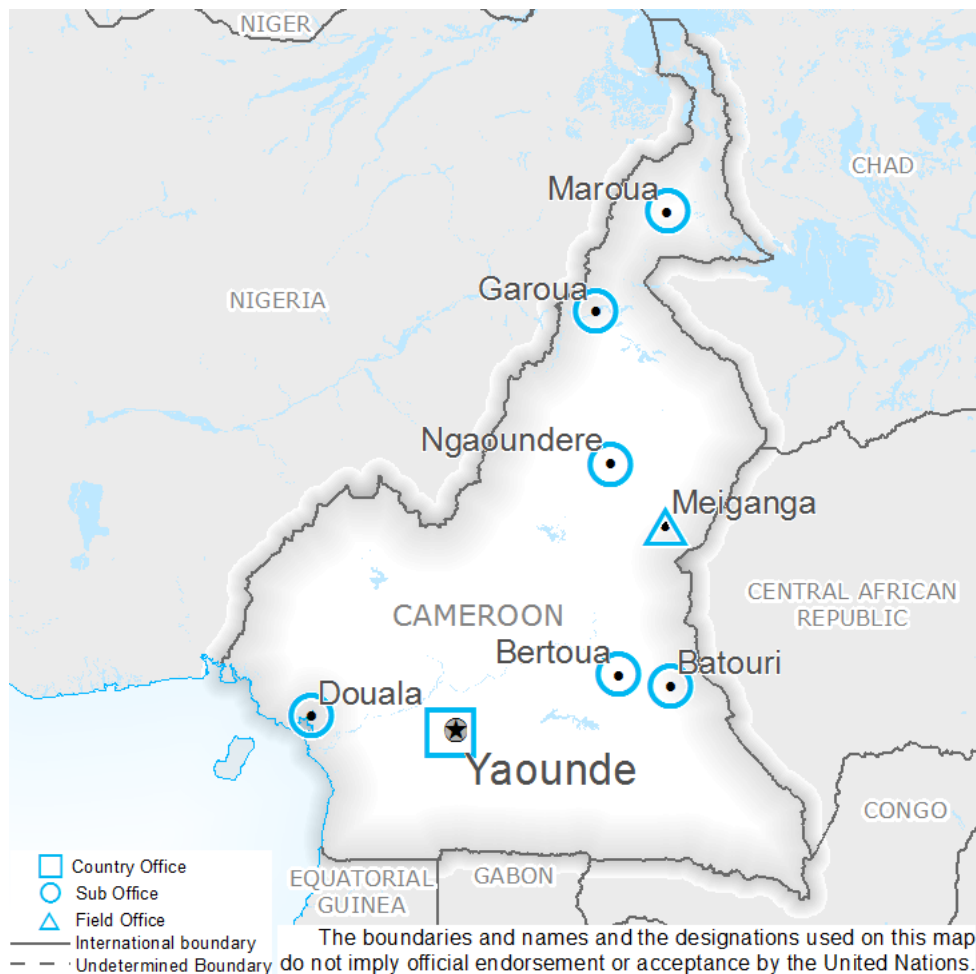 NIGER
CHAD
Maroua
Garoua
NIGERIA
Ngaoundere
Meiganga
CENTRAL AFRICAN
REPUBLIC
CAMEROON
Bertoua
Batouri
Douala
Yaounde
CONGO
EQUATORIAL
GUINEA
GABON
Country Office
Sub Office
Field Office
International boundary
Undetermined Boundary
The boundaries and names and the designations used on this map
do not imply official endorsement or acceptance by the United Nations.